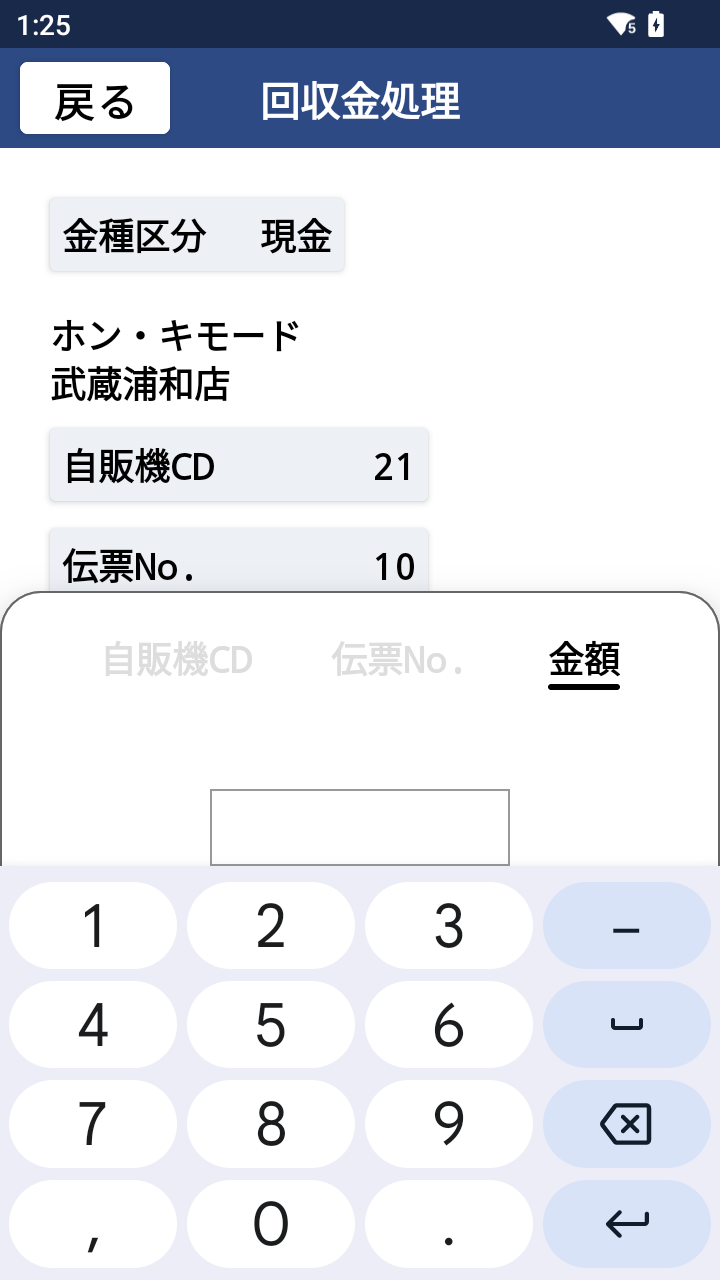 1:25
5
戻る
回収金処理
金種区分 現金
ホン・キモード
武蔵浦和店
自販機CD 21
伝票No. 10
自販機CD 伝票No. 金額
1 2 3 –
4 5 6
7 8 9
, 0 .